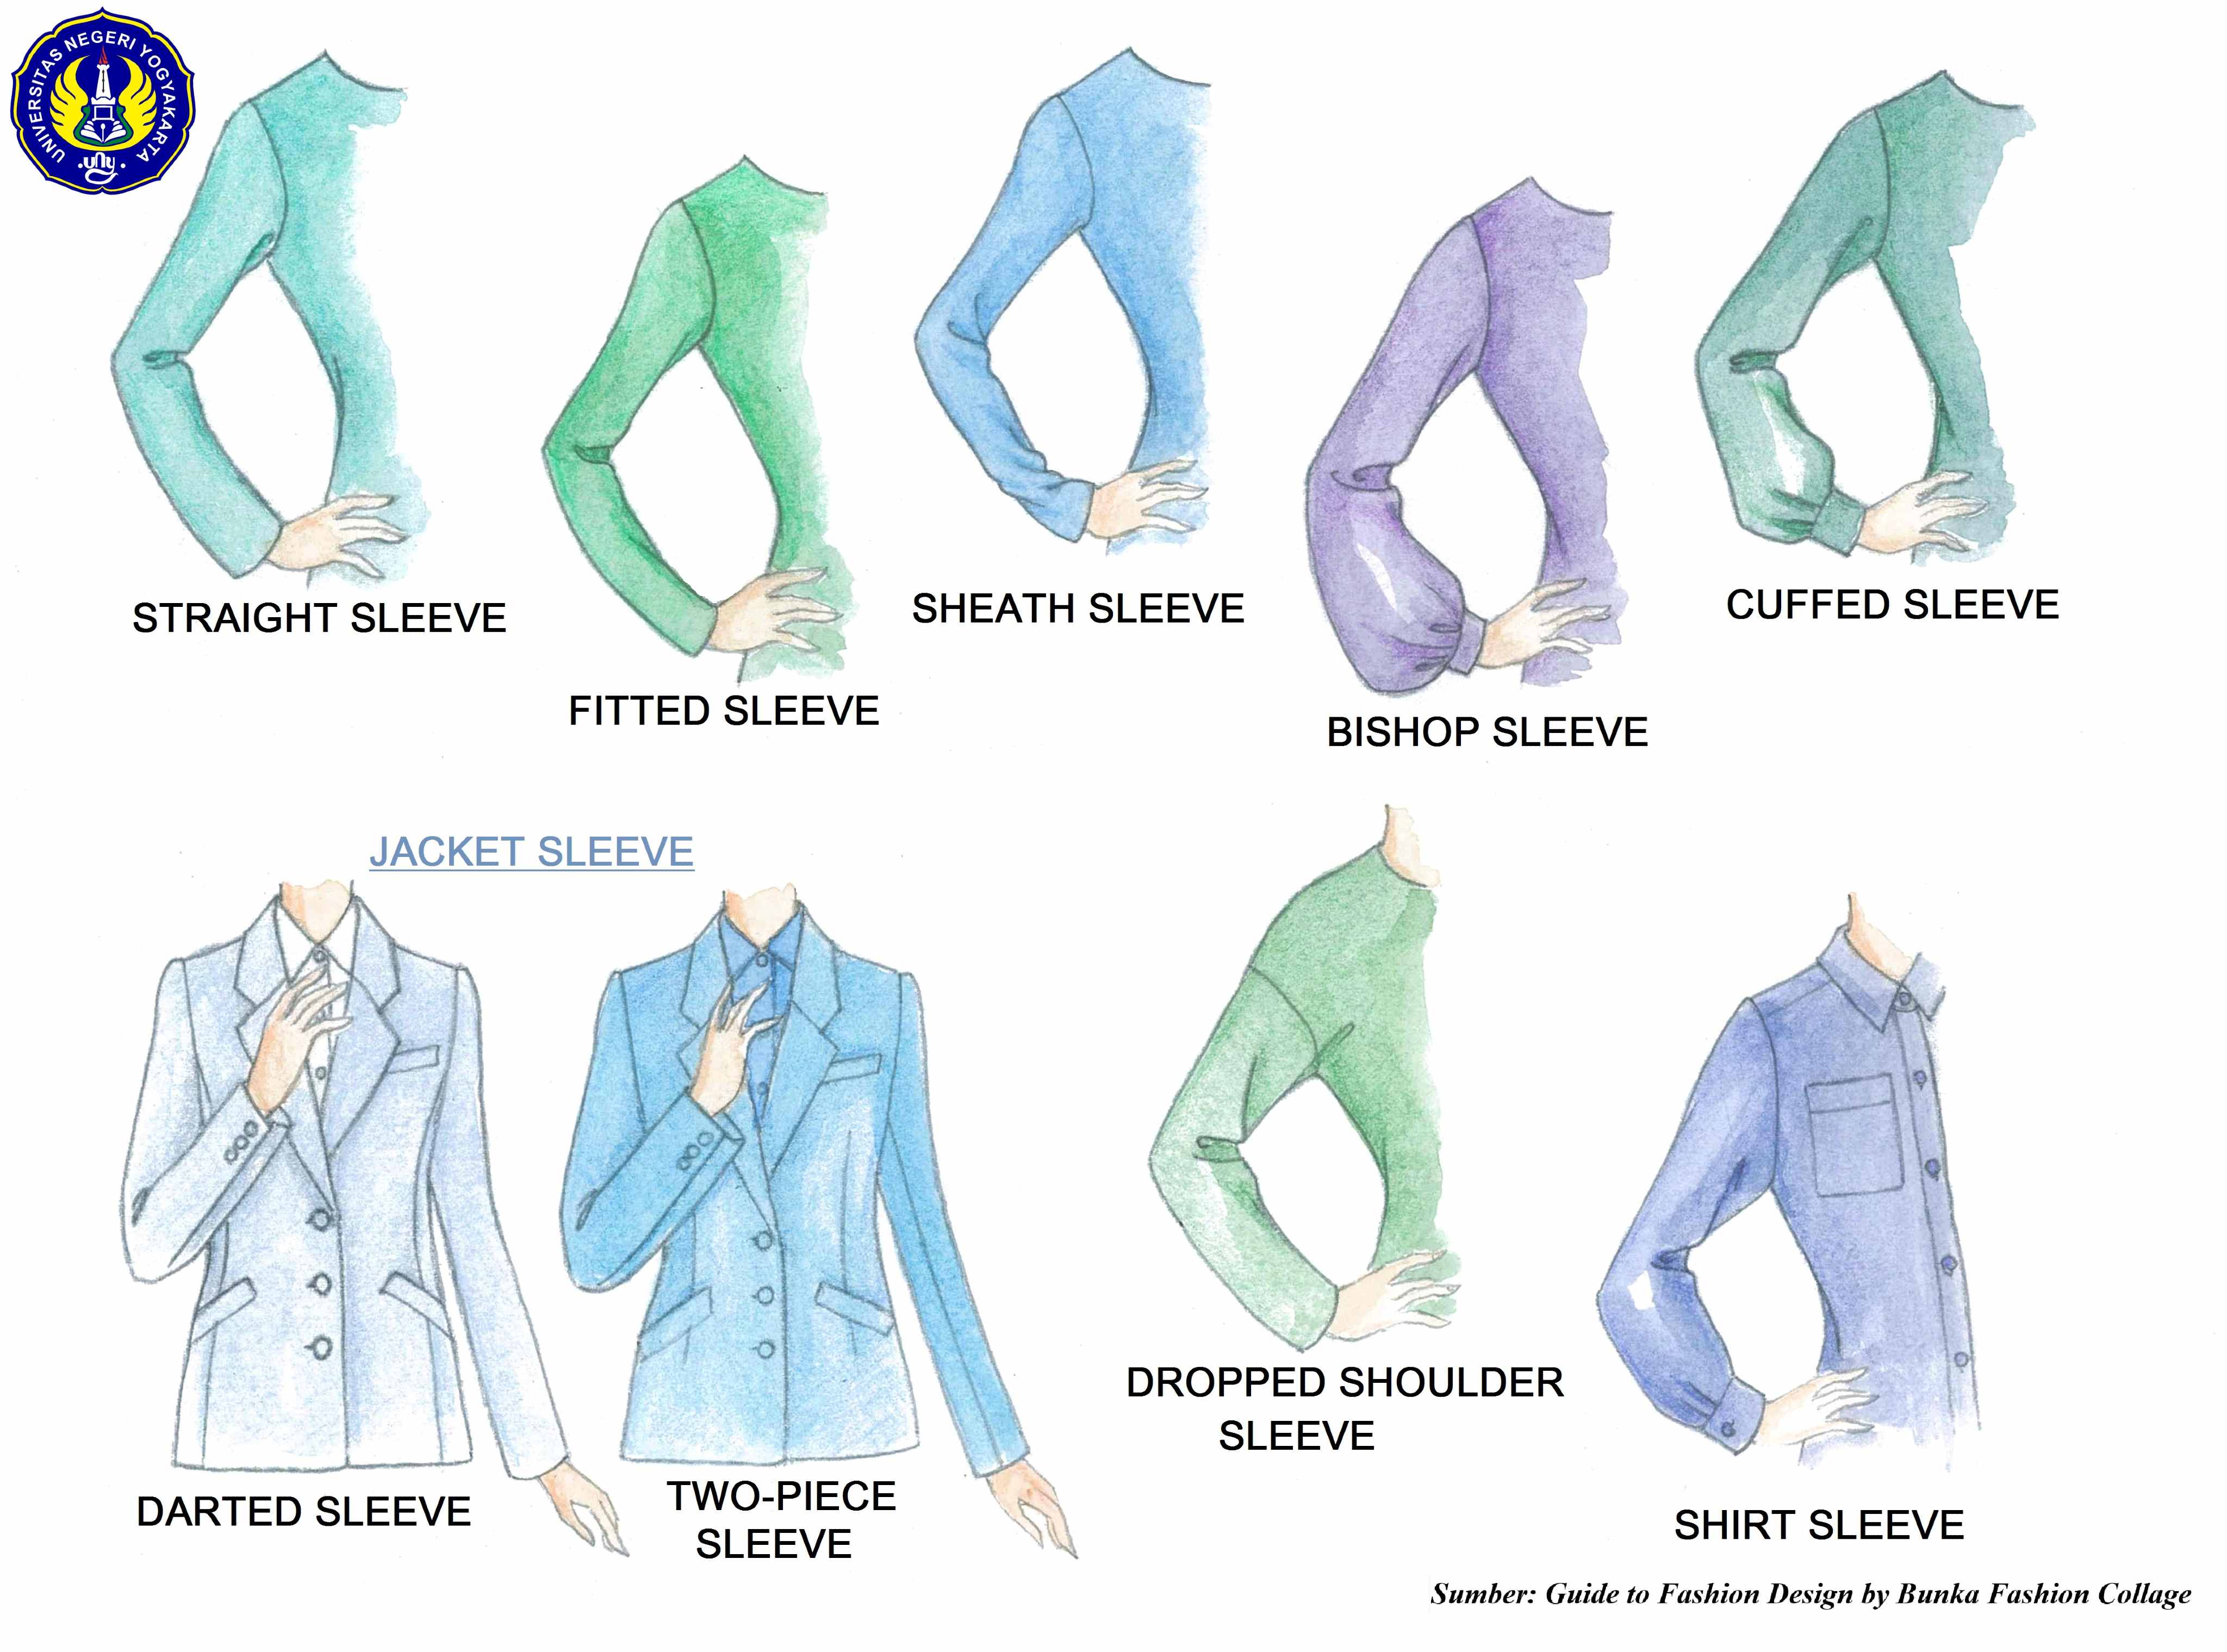 UNIVERSITAS NEGERI YOGYAKARTA
uny
STRAIGHT SLEEVE
FITTED SLEEVE
SHEATH SLEEVE
BISHOP SLEEVE
CUFFED SLEEVE
JACKET SLEEVE
DARTED SLEEVE
TWO-PIECE
SLEEVE
DROPPED SHOULDER
SLEEVE
SHIRT SLEEVE
Sumber: Guide to Fashion Design by Bunka Fashion Collage